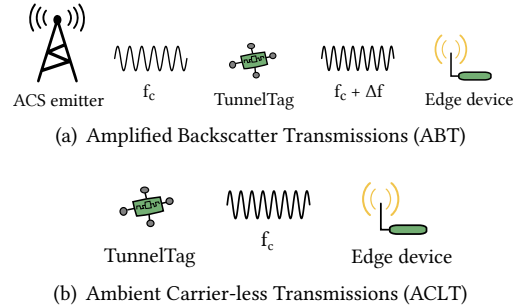 ACS emitter f_c TunnelTag f_c + Δf Edge device
(a) Amplified Backscatter Transmissions (ABT)
TunnelTag f_c Edge device
(b) Ambient Carrier-less Transmissions (ACLT)